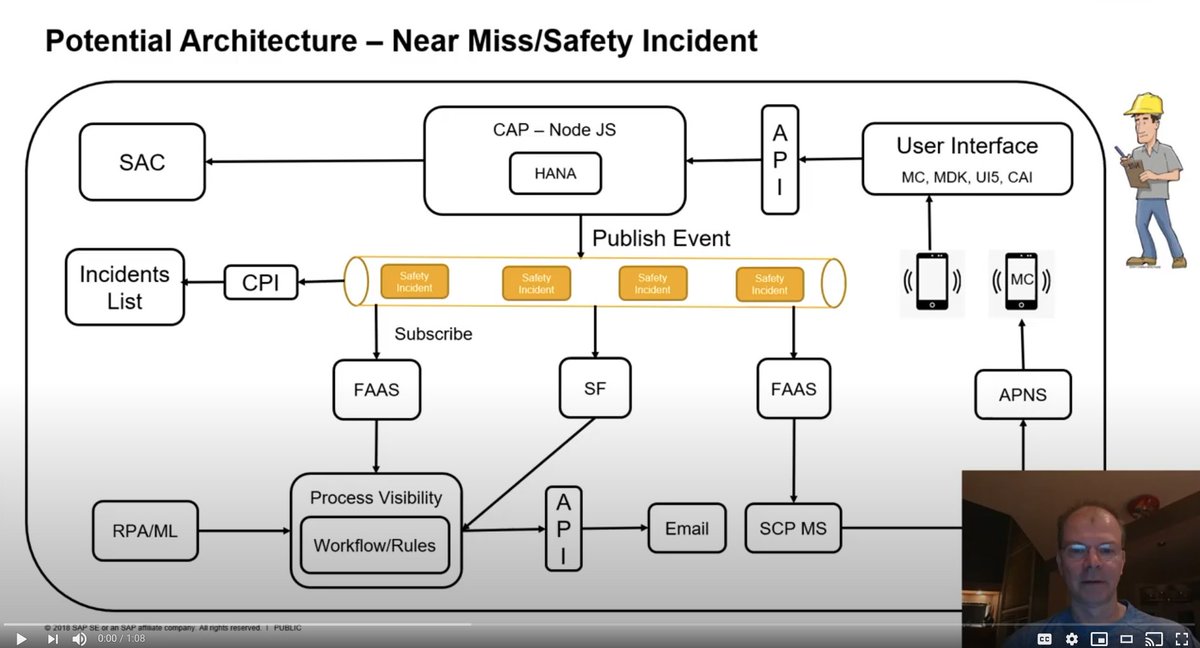 Potential Architecture – Near Miss/Safety Incident
SAC
CAP – Node JS
HANA
A
P
I
User Interface
MC, MDK, UI5, CAI
Publish Event
Incidents
List
CPI
Safety
Incident
Safety
Incident
Safety
Incident
Safety
Incident
MC
Subscribe
FAAS
SF
FAAS
APNS
RPA/ML
Process Visibility
Workflow/Rules
A
P
I
Email
SCP MS
© 2018 SAP SE or an SAP affiliate company. All rights reserved. | PUBLIC
0:00 / 1:08
CC